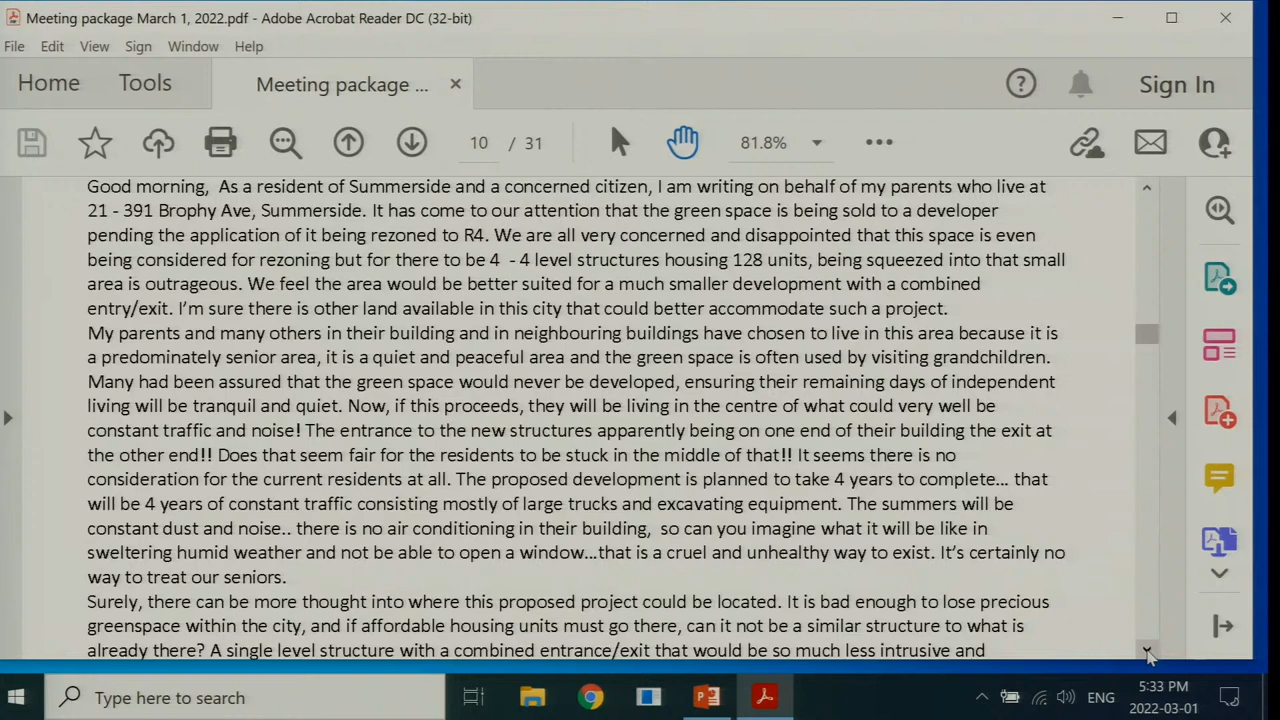 Meeting package March 1, 2022.pdf - Adobe Acrobat Reader DC (32-bit)
File Edit View Sign Window Help
Home Tools Meeting package ... Sign In
10 / 31 81.8%
Good morning, As a resident of Summerside and a concerned citizen, I am writing on behalf of my parents who live at
21 - 391 Brophy Ave, Summerside. It has come to our attention that the green space is being sold to a developer
pending the application of it being rezoned to R4. We are all very concerned and disappointed that this space is even
being considered for rezoning but for there to be 4 - 4 level structures housing 128 units, being squeezed into that small
area is outrageous. We feel the area would be better suited for a much smaller development with a combined
entry/exit. I'm sure there is other land available in this city that could better accommodate such a project.
My parents and many others in their building and in neighbouring buildings have chosen to live in this area because it is
a predominately senior area, it is a quiet and peaceful area and the green space is often used by visiting grandchildren.
Many had been assured that the green space would never be developed, ensuring their remaining days of independent
living will be tranquil and quiet. Now, if this proceeds, they will be living in the centre of what could very well be
constant traffic and noise! The entrance to the new structures apparently being on one end of their building the exit at
the other end!! Does that seem fair for the residents to be stuck in the middle of that!! It seems there is no
consideration for the current residents at all. The proposed development is planned to take 4 years to complete... that
will be 4 years of constant traffic consisting mostly of large trucks and excavating equipment. The summers will be
constant dust and noise.. there is no air conditioning in their building, so can you imagine what it will be like in
sweltering humid weather and not be able to open a window...that is a cruel and unhealthy way to exist. It's certainly no
way to treat our seniors.
Surely, there can be more thought into where this proposed project could be located. It is bad enough to lose precious
greenspace within the city, and if affordable housing units must go there, can it not be a similar structure to what is
already there? A single level structure with a combined entrance/exit that would be so much less intrusive and
Type here to search
ENG
5:33 PM
2022-03-01